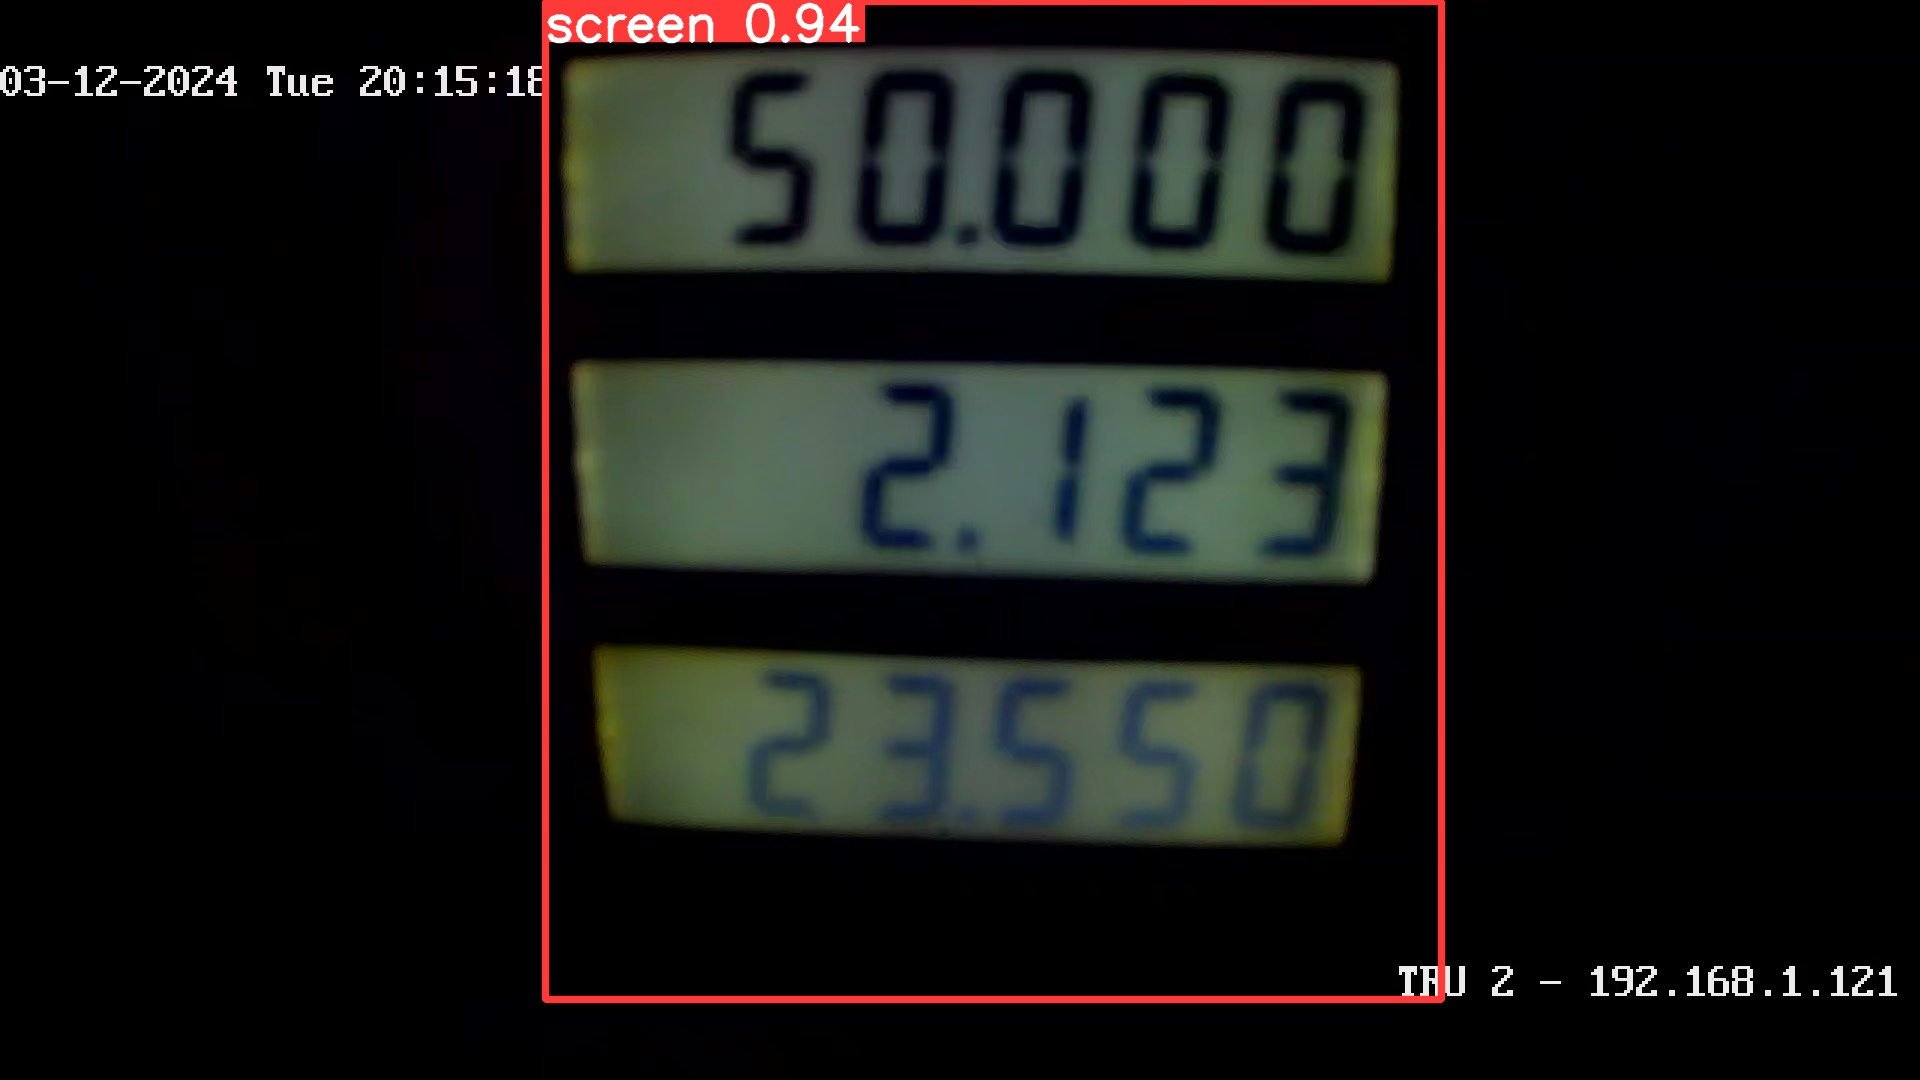 screen 0.94
03-12-2024 Tue 20:15:18
50.000
2.123
23.550
TRU 2 - 192.168.1.121